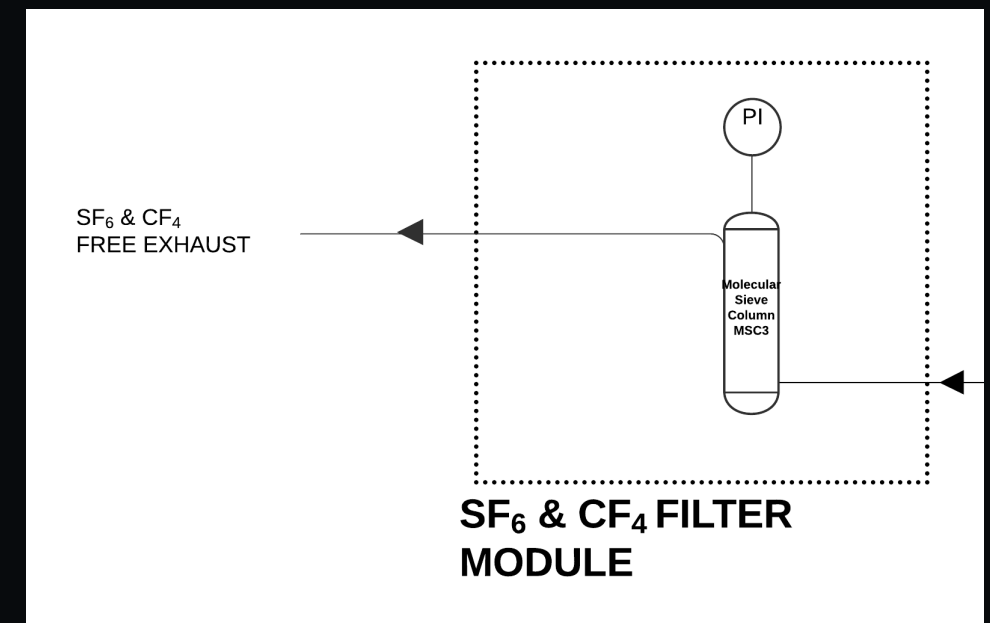 PI
SF₆ & CF₄
FREE EXHAUST
Molecular
Sieve
Column
MSC3
SF₆ & CF₄ FILTER
MODULE